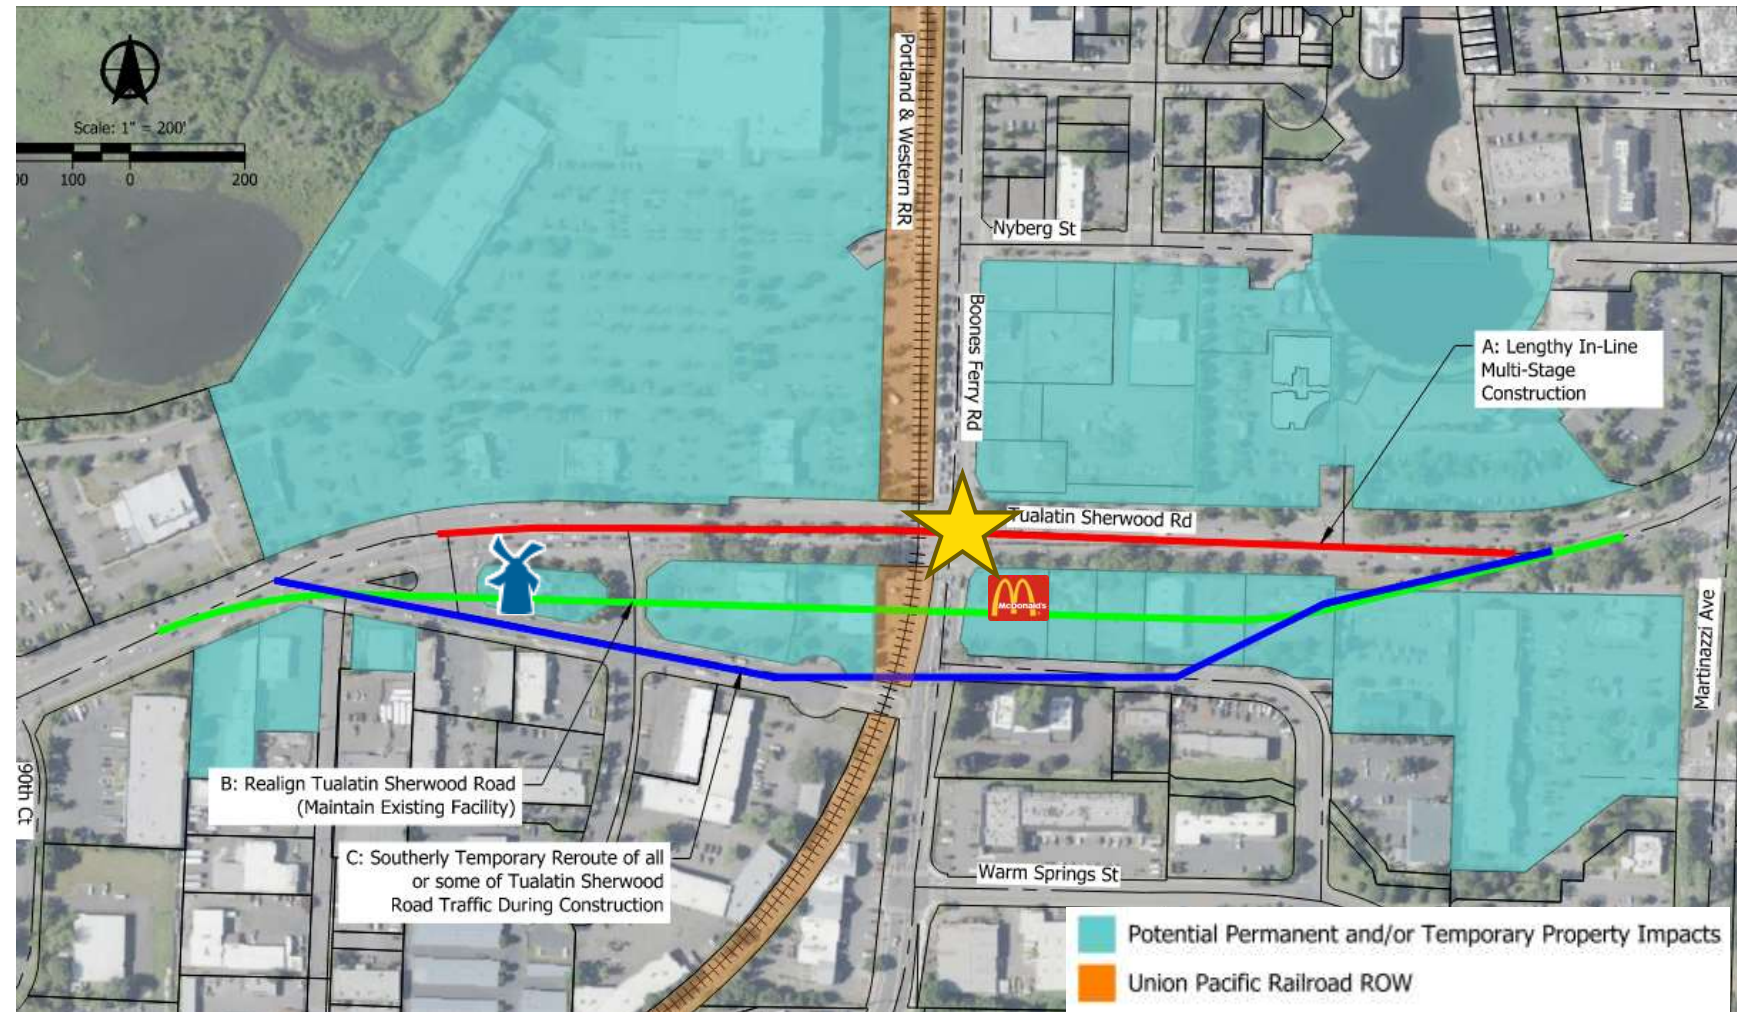 Scale: 1" = 200'
00 100 0 200
Portland & Western RR
Nyberg St
Boones Ferry Rd
A: Lengthy In-Line
Multi-Stage
Construction
Tualatin Sherwood Rd
McDonald's
Martinazzi Ave
90th Ct
B: Realign Tualatin Sherwood Road
(Maintain Existing Facility)
C: Southerly Temporary Reroute of all
or some of Tualatin Sherwood
Road Traffic During Construction
Warm Springs St
Potential Permanent and/or Temporary Property Impacts
Union Pacific Railroad ROW